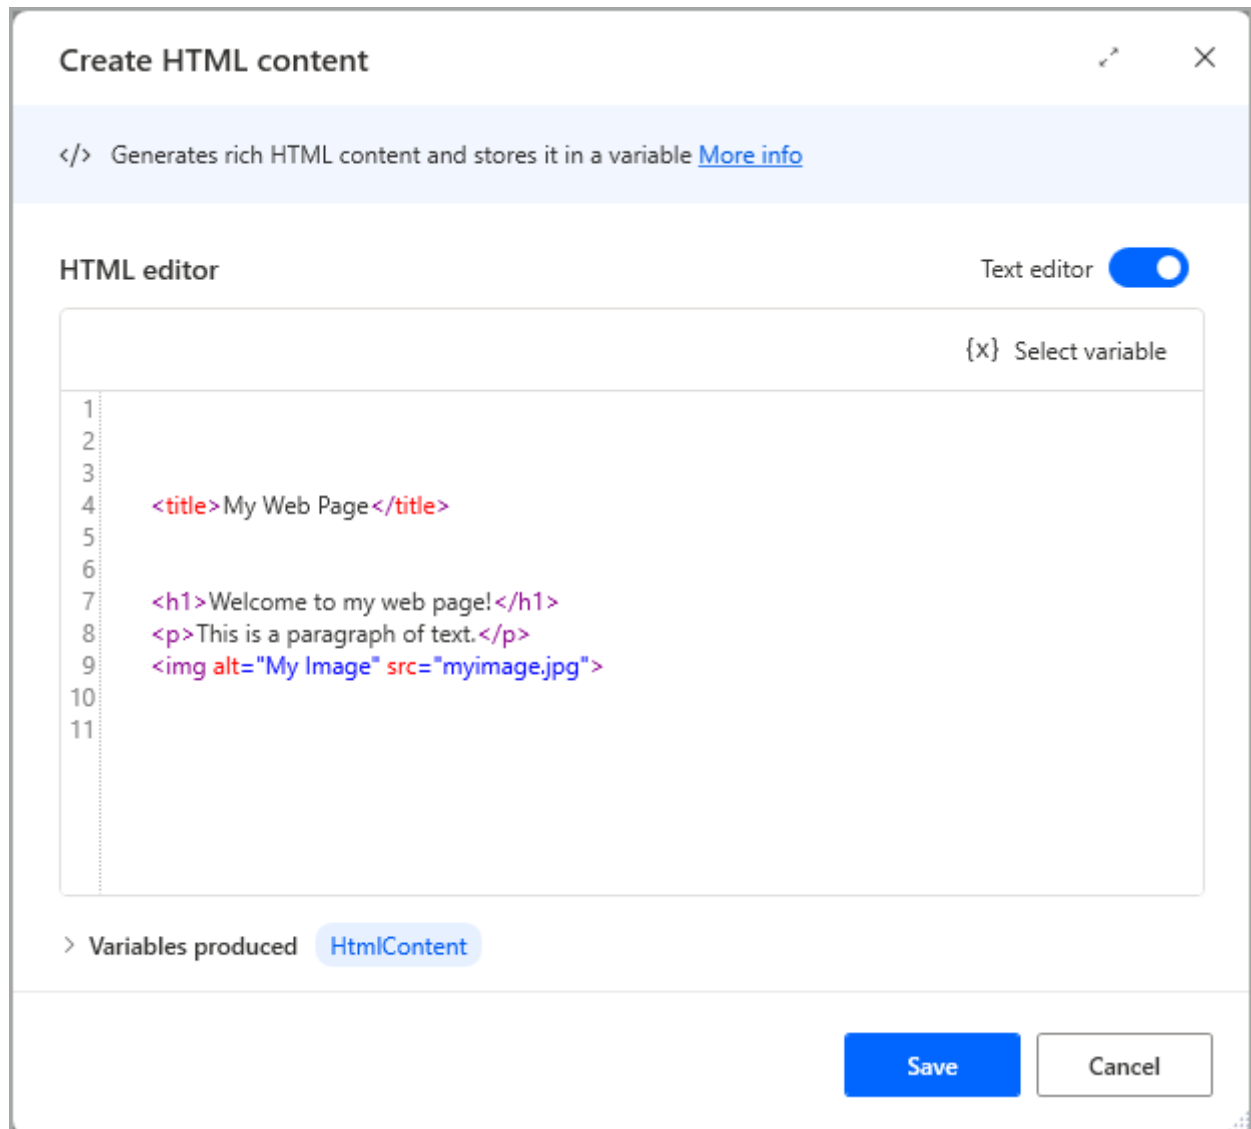 Create HTML content
</> Generates rich HTML content and stores it in a variable More info
HTML editor
Text editor
{x} Select variable
1
2
3
4 <title>My Web Page</title>
5
6
7 <h1>Welcome to my web page!</h1>
8 <p>This is a paragraph of text.</p>
9 <img alt="My Image" src="myimage.jpg">
10
11
> Variables produced HtmlContent
Save
Cancel